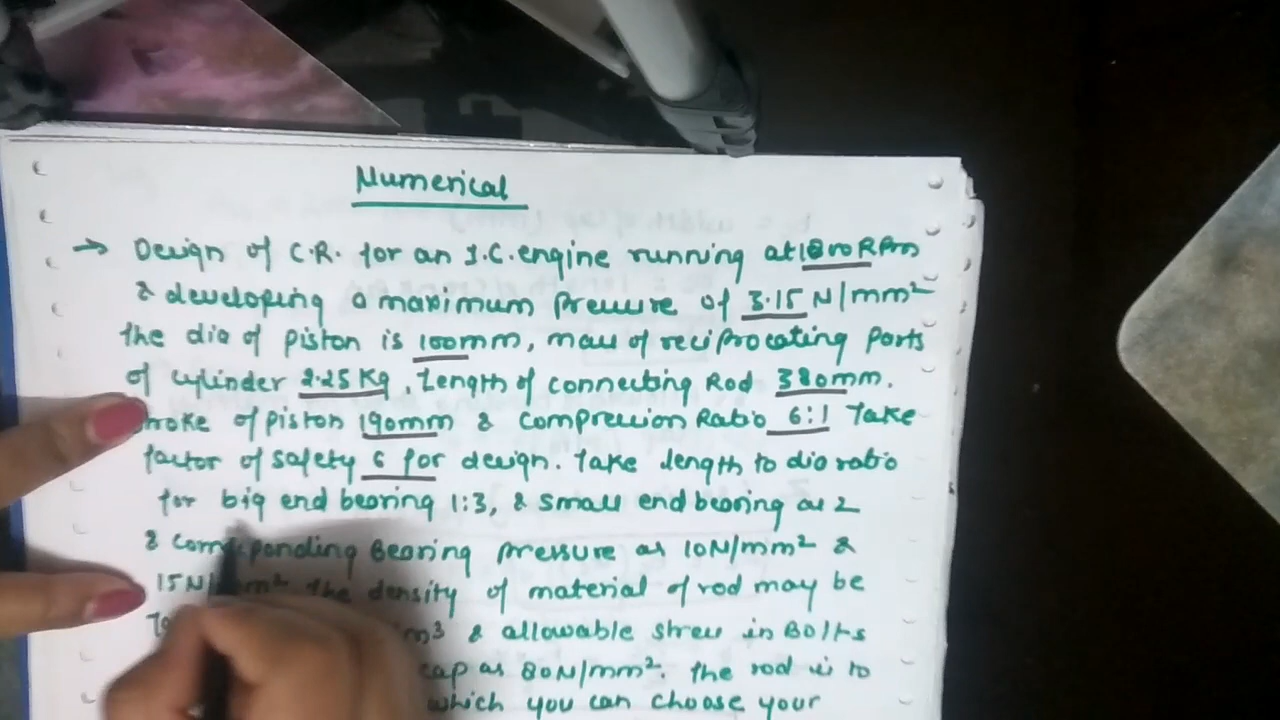 Numerical
→ Design of C.R. for an I.C. engine running at 1800 RPm
& developing a maximum pressure of 3.15 N/mm²
the dia of piston is 100mm, mass of reciprocating parts
of cylinder 2.25 Kg, Length of connecting Rod 380mm.
stroke of piston 190mm & compression Ratio 6:1 Take
factor of safety 6 for design. Take length to dia ratio
for big end bearing 1:3, & small end bearing as 2
& corresponding Bearing pressure as 10N/mm² &
15N/mm² the density of material of rod may be
m³ & allowable stress in Bolts
cap as 80N/mm². the rod is to
which you can choose your